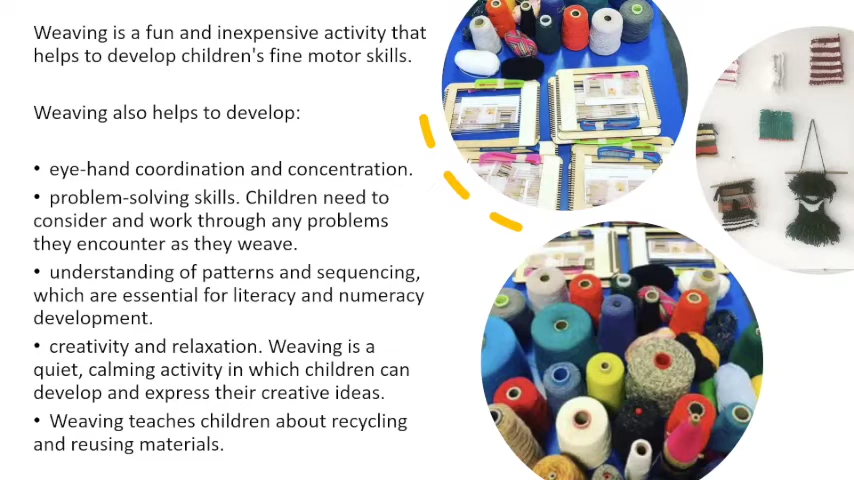 Weaving is a fun and inexpensive activity that
helps to develop children's fine motor skills.
Weaving also helps to develop:
• eye-hand coordination and concentration.
• problem-solving skills. Children need to
consider and work through any problems
they encounter as they weave.
• understanding of patterns and sequencing,
which are essential for literacy and numeracy
development.
• creativity and relaxation. Weaving is a
quiet, calming activity in which children can
develop and express their creative ideas.
• Weaving teaches children about recycling
and reusing materials.